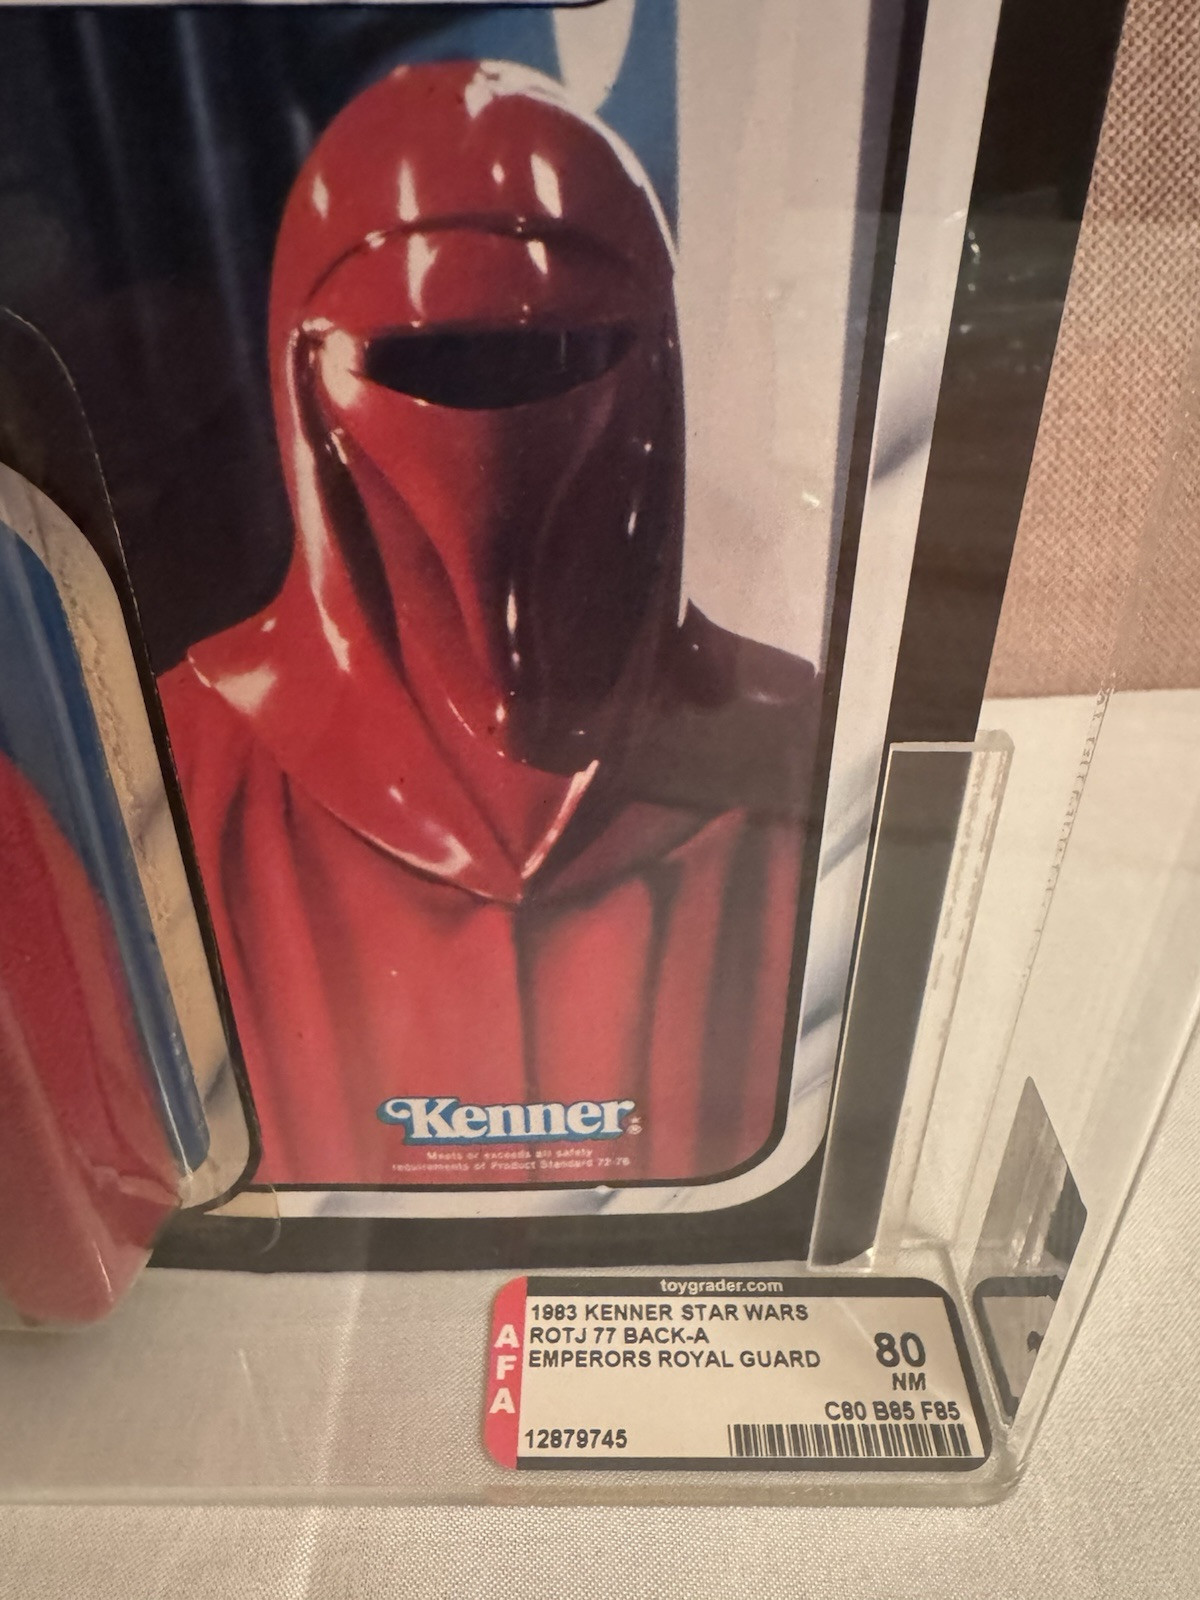 Kenner
Meets or exceeds all safety
requirements of Product Standard 72-76
toygrader.com
AFA
1983 KENNER STAR WARS
ROTJ 77 BACK-A
EMPERORS ROYAL GUARD
80
NM
C80 B85 F85
12879745